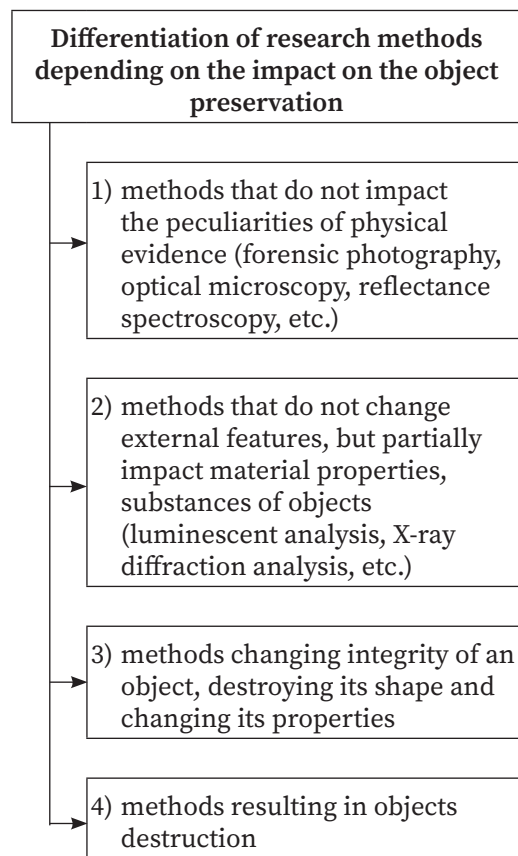 Differentiation of research methods
depending on the impact on the object
preservation
1) methods that do not impact
the peculiarities of physical
evidence (forensic photography,
optical microscopy, reflectance
spectroscopy, etc.)
2) methods that do not change
external features, but partially
impact material properties,
substances of objects
(luminescent analysis, X-ray
diffraction analysis, etc.)
3) methods changing integrity of an
object, destroying its shape and
changing its properties
4) methods resulting in objects
destruction